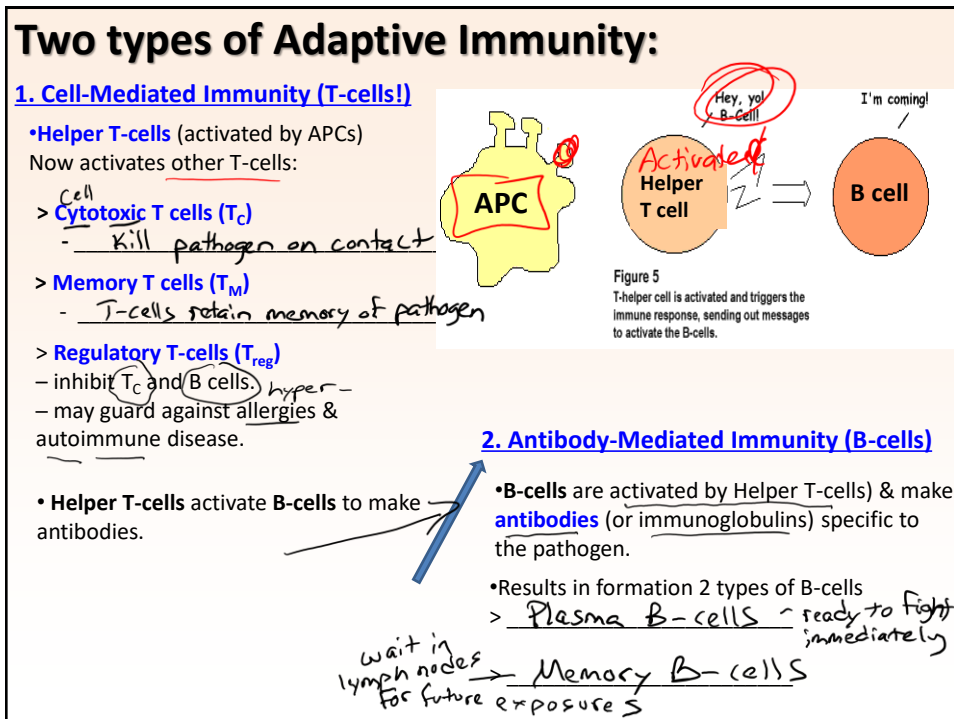 Two types of Adaptive Immunity:
1. Cell-Mediated Immunity (T-cells!)
•Helper T-cells (activated by APCs)
Now activates other T-cells:
Cell
> Cytotoxic T cells (TC)
- Kill pathogen on contact
> Memory T cells (TM)
- T-cells retain memory of pathogen
> Regulatory T-cells (Treg)
– inhibit TC and B cells.
hyper-
– may guard against allergies &
autoimmune disease.
• Helper T-cells activate B-cells to make
antibodies.
APC
Hey, yo!
B-Cell!
Activated
Helper
T cell
I'm coming!
B cell
Figure 5
T-helper cell is activated and triggers the
immune response, sending out messages
to activate the B-cells.
2. Antibody-Mediated Immunity (B-cells)
•B-cells are activated by Helper T-cells) & make
antibodies (or immunoglobulins) specific to
the pathogen.
•Results in formation 2 types of B-cells
> Plasma B-cells - ready to fight
immediately
wait in
lymph nodes
for future exposures
Memory B-cells